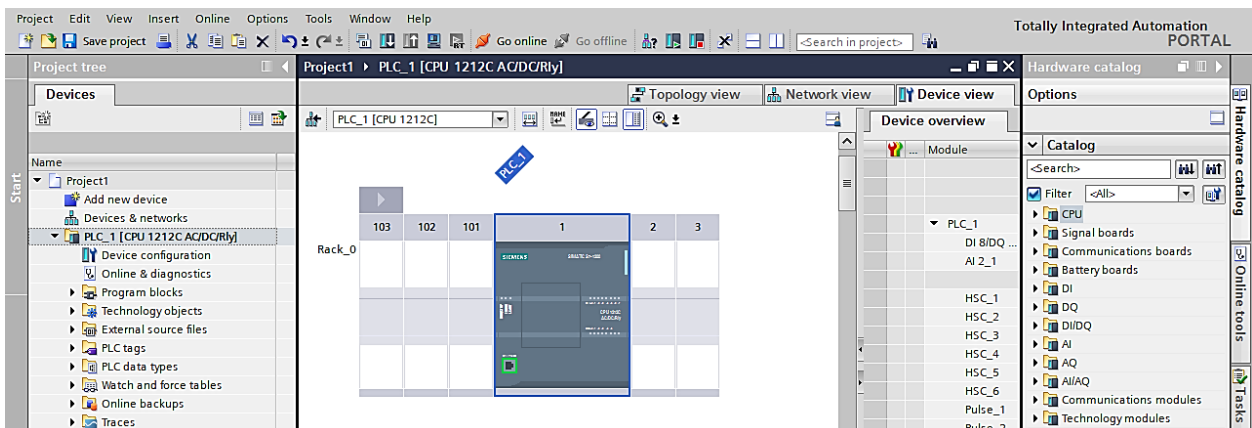 Project Edit View Insert Online Options Tools Window Help
Totally Integrated Automation
PORTAL
Save project Go online Go offline <Search in project>
Project tree
Project1 PLC_1 [CPU 1212C AC/DC/Rly]
Hardware catalog
Devices
Topology view Network view Device view
Options
PLC_1 [CPU 1212C]
Device overview
... Module
Catalog
<Search>
Filter <All>
Name
Project1
Add new device
Devices & networks
PLC_1 [CPU 1212C AC/DC/Rly]
Device configuration
Online & diagnostics
Program blocks
Technology objects
External source files
PLC tags
PLC data types
Watch and force tables
Online backups
Traces
Start
PLC_1
103 102 101 1 2 3
Rack_0
SIEMENS
PLC_1
DI 8/DQ ...
AI 2_1
HSC_1
HSC_2
HSC_3
HSC_4
HSC_5
HSC_6
Pulse_1
Pulse_2
CPU
Signal boards
Communications boards
Battery boards
DI
DQ
DI/DQ
AI
AQ
AI/AQ
Communications modules
Technology modules
Hardware catalog
Online tools
Tasks